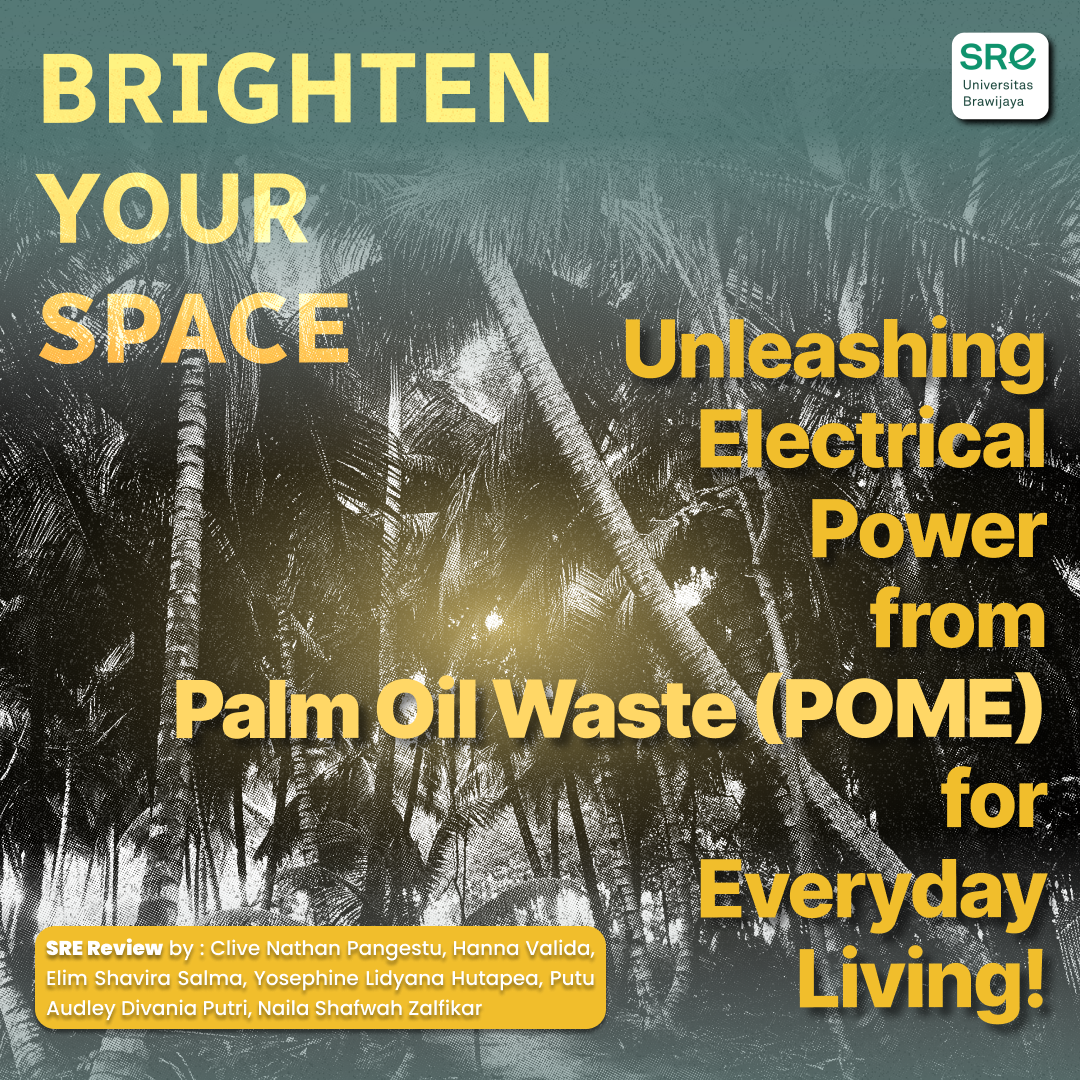 BRIGHTEN
YOUR
SPACE
SRe
Universitas
Brawijaya
Unleashing
Electrical
Power
from
Palm Oil Waste (POME)
for
Everyday
Living!
SRE Review by : Clive Nathan Pangestu, Hanna Valida,
Elim Shavira Salma, Yosephine Lidyana Hutapea, Putu
Audley Divania Putri, Naila Shafwah Zalfikar